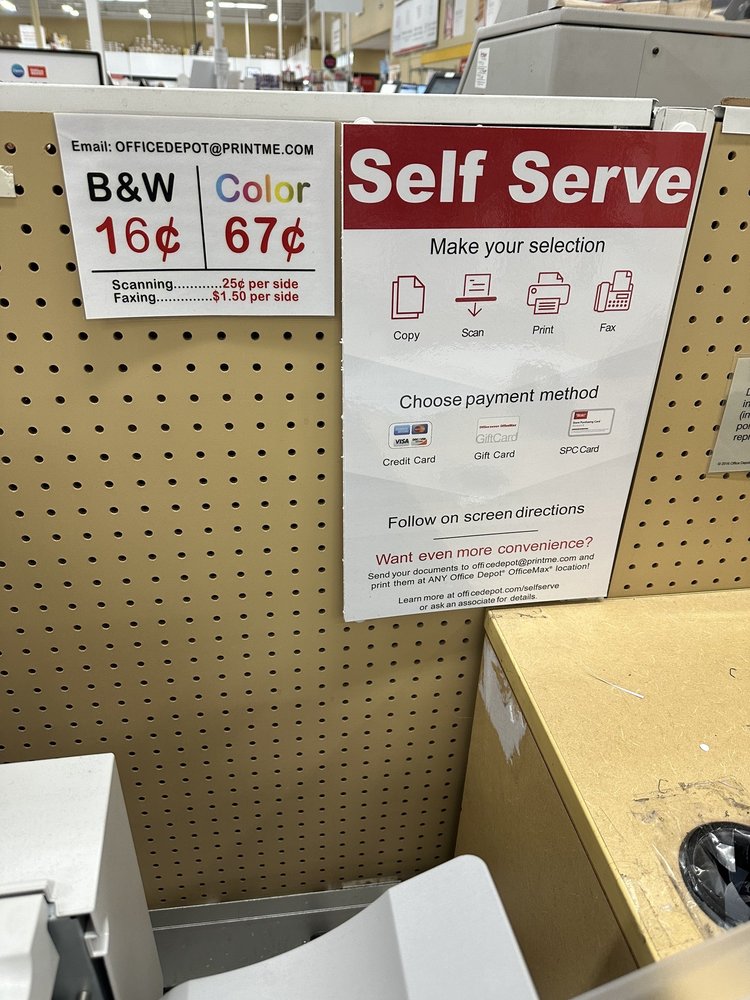 Email: OFFICEDEPOT@PRINTME.COM
B&W Color
16¢ 67¢
Scanning............25¢ per side
Faxing..............$1.50 per side
Self Serve
Make your selection
Copy Scan Print Fax
Choose payment method
VISA
GiftCard
Credit Card Gift Card SPC Card
Follow on screen directions
Want even more convenience?
Send your documents to officedepot@printme.com and
print them at ANY Office Depot® OfficeMax® location!
Learn more at officedepot.com/selfserve
or ask an associate for details.